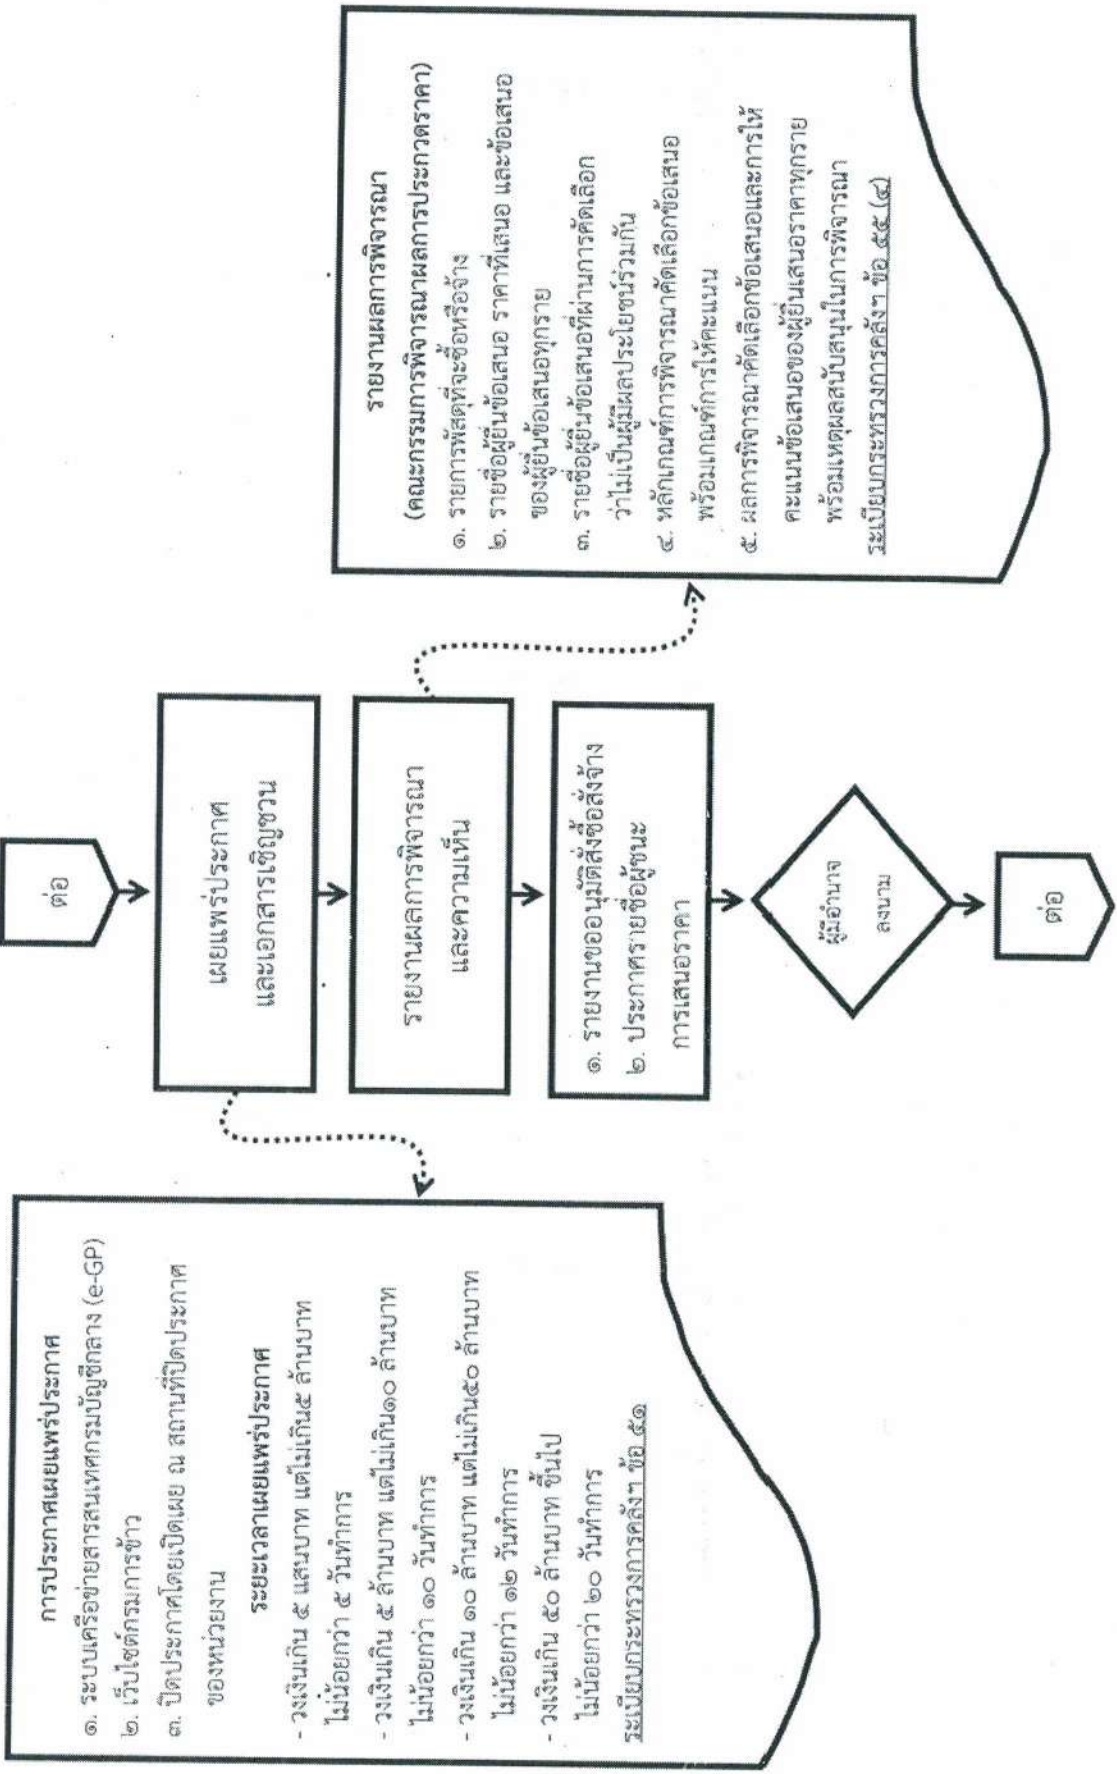 ต่อ
เผยแพร่ประกาศ
และเอกสารเชิญชวน
รายงานผลการพิจารณา
และความเห็น
๑. รายงานขออนุมัติสั่งซื้อสั่งจ้าง
๒. ประกาศรายชื่อผู้ชนะ
การเสนอราคา
ผู้มีอำนาจ
ลงนาม
ต่อ
การประกาศเผยแพร่ประกาศ
๑. ระบบเครือข่ายสารสนเทศกรมบัญชีกลาง (e-GP)
๒. เว็บไซต์กรมการข้าว
๓. ปิดประกาศโดยเปิดเผย ณ สถานที่ปิดประกาศ
ของหน่วยงาน
ระยะเวลาเผยแพร่ประกาศ
- วงเงินเกิน ๕ แสนบาท แต่ไม่เกิน๕ ล้านบาท
ไม่น้อยกว่า ๕ วันทำการ
- วงเงินเกิน ๕ ล้านบาท แต่ไม่เกิน๑๐ ล้านบาท
ไม่น้อยกว่า ๑๐ วันทำการ
- วงเงินเกิน ๑๐ ล้านบาท แต่ไม่เกิน๕๐ ล้านบาท
ไม่น้อยกว่า ๑๒ วันทำการ
- วงเงินเกิน ๕๐ ล้านบาท ขึ้นไป
ไม่น้อยกว่า ๒๐ วันทำการ
ระเบียบกระทรวงการคลังฯ ข้อ ๕๑
รายงานผลการพิจารณา
(คณะกรรมการพิจารณาผลการประกวดราคา)
๑. รายการพัสดุที่จะซื้อหรือจ้าง
๒. รายชื่อผู้ยื่นข้อเสนอ ราคาที่เสนอ และข้อเสนอ
ของผู้ยื่นข้อเสนอทุกราย
๓. รายชื่อผู้ยื่นข้อเสนอที่ผ่านการคัดเลือก
ว่าไม่เป็นผู้มีผลประโยชน์ร่วมกัน
๔. หลักเกณฑ์การพิจารณาคัดเลือกข้อเสนอ
พร้อมเกณฑ์การให้คะแนน
๕. ผลการพิจารณาคัดเลือกข้อเสนอและการให้
คะแนนข้อเสนอของผู้ยื่นเสนอราคาทุกราย
พร้อมเหตุผลสนับสนุนในการพิจารณา
ระเบียบกระทรวงการคลังฯ ข้อ ๕๕ (๔)